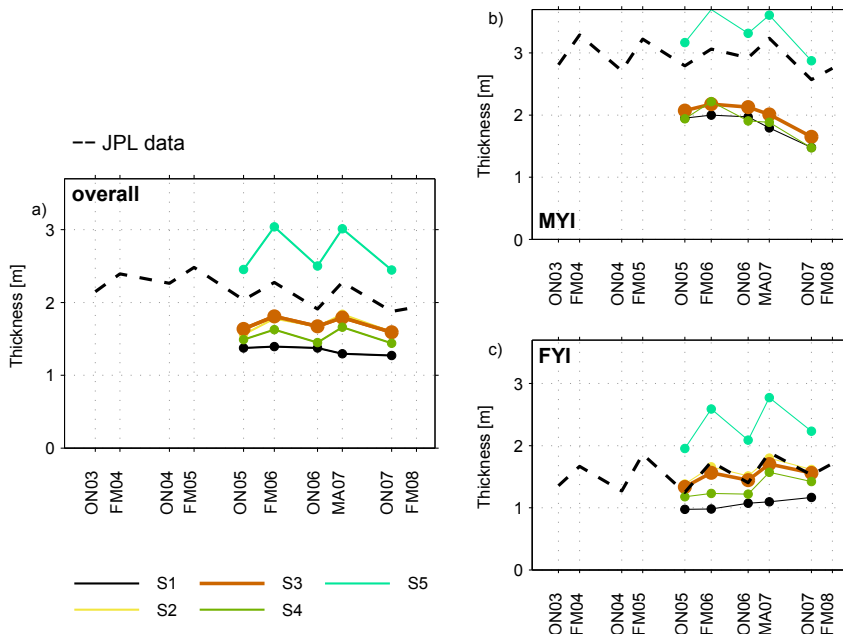 JPL data
a)
overall
Thickness [m]
3
2
1
0
ON03
FM04
ON04
FM05
ON05
FM06
ON06
MA07
ON07
FM08
b)
MYI
Thickness [m]
3
2
1
0
ON03
FM04
ON04
FM05
ON05
FM06
ON06
MA07
ON07
FM08
c)
FYI
Thickness [m]
3
2
1
0
ON03
FM04
ON04
FM05
ON05
FM06
ON06
MA07
ON07
FM08
S1 S3 S5
S2 S4